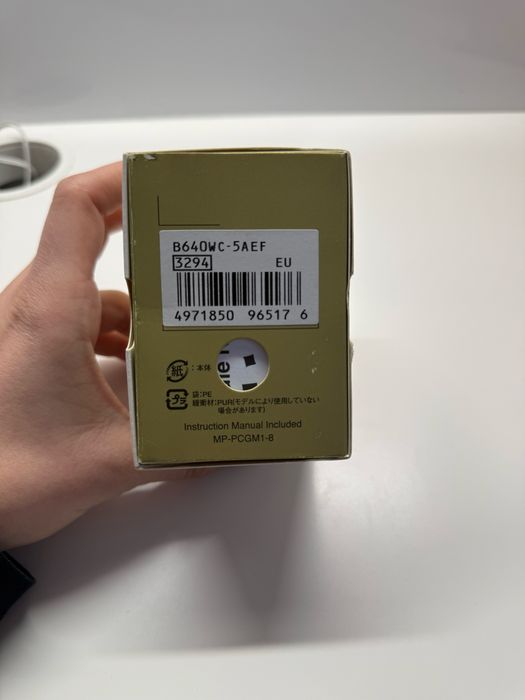 B640WC-5AEF
3294 EU
4971850 96517 6
紙 :本体
プラ 袋:PE
緩衝材:PUR(モデルにより使用していない
場合があります)
Instruction Manual Included
MP-PCGM1-8